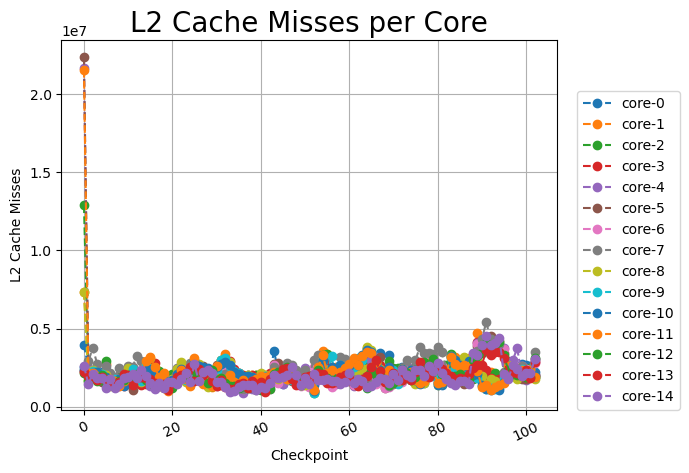 L2 Cache Misses per Core
1e7
2.0
1.5
1.0
0.5
0.0
L2 Cache Misses
0
20
40
60
80
100
Checkpoint
core-0
core-1
core-2
core-3
core-4
core-5
core-6
core-7
core-8
core-9
core-10
core-11
core-12
core-13
core-14